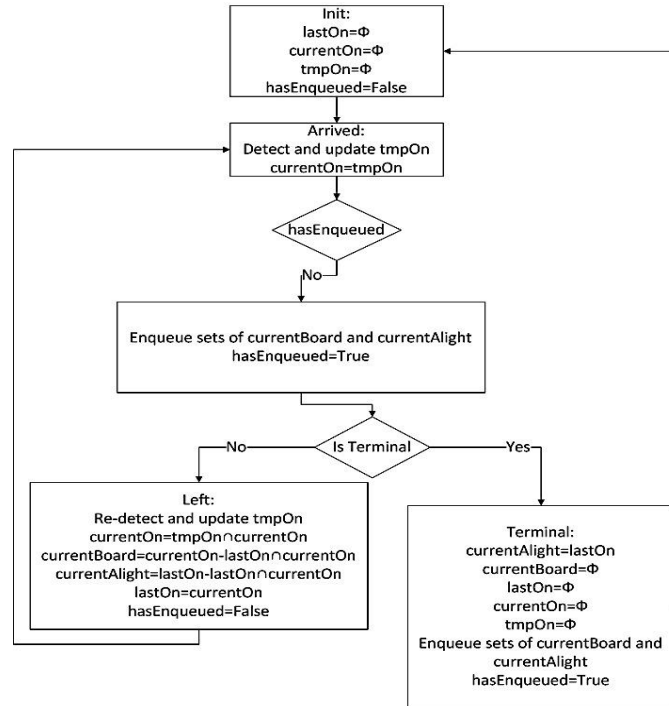 Init:
lastOn=Φ
currentOn=Φ
tmpOn=Φ
hasEnqueued=False
Arrived:
Detect and update tmpOn
currentOn=tmpOn
hasEnqueued
No
Enqueue sets of currentBoard and currentAlight
hasEnqueued=True
Is Terminal
No
Yes
Left:
Re-detect and update tmpOn
currentOn=tmpOn∩currentOn
currentBoard=currentOn-lastOn∩currentOn
currentAlight=lastOn-lastOn∩currentOn
lastOn=currentOn
hasEnqueued=False
Terminal:
currentAlight=lastOn
currentBoard=Φ
lastOn=Φ
currentOn=Φ
tmpOn=Φ
Enqueue sets of currentBoard and
currentAlight
hasEnqueued=True